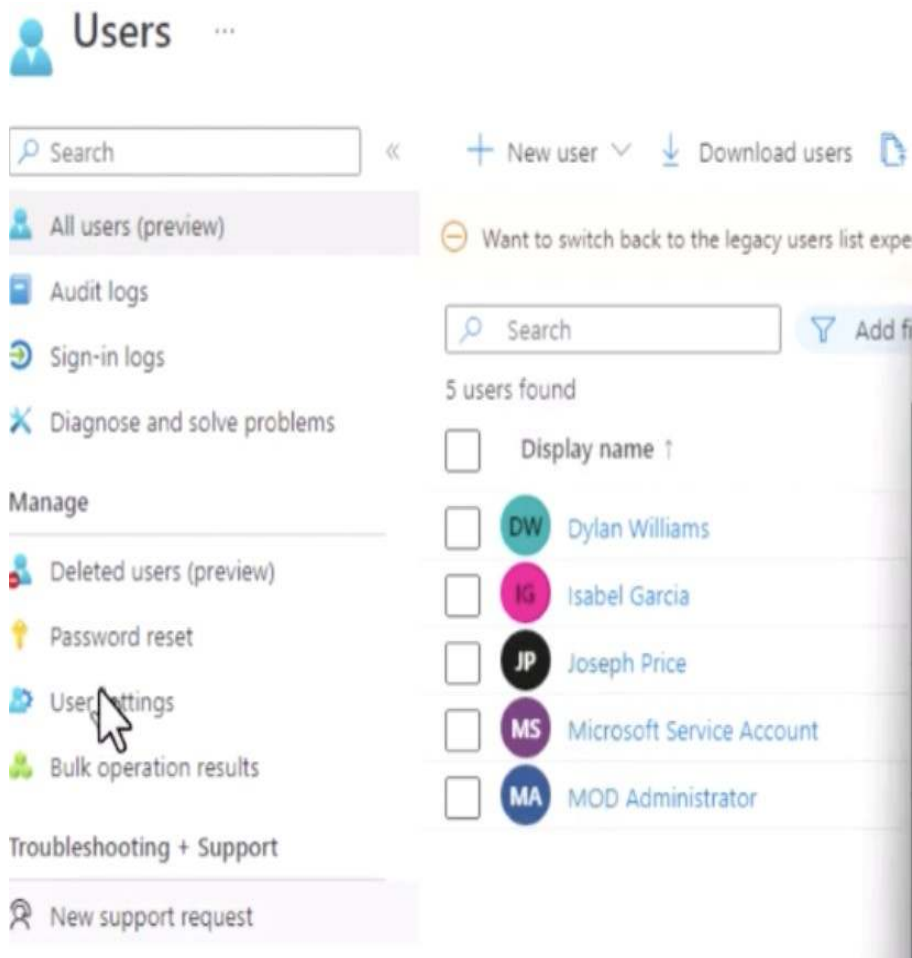 Users ...
Search
«
New user
Download users
All users (preview)
Audit logs
Sign-in logs
Diagnose and solve problems
Manage
Deleted users (preview)
Password reset
User settings
Bulk operation results
Troubleshooting + Support
New support request
Want to switch back to the legacy users list expe
Search
Add fi
5 users found
Display name ↑
DW Dylan Williams
IG Isabel Garcia
JP Joseph Price
MS Microsoft Service Account
MA MOD Administrator